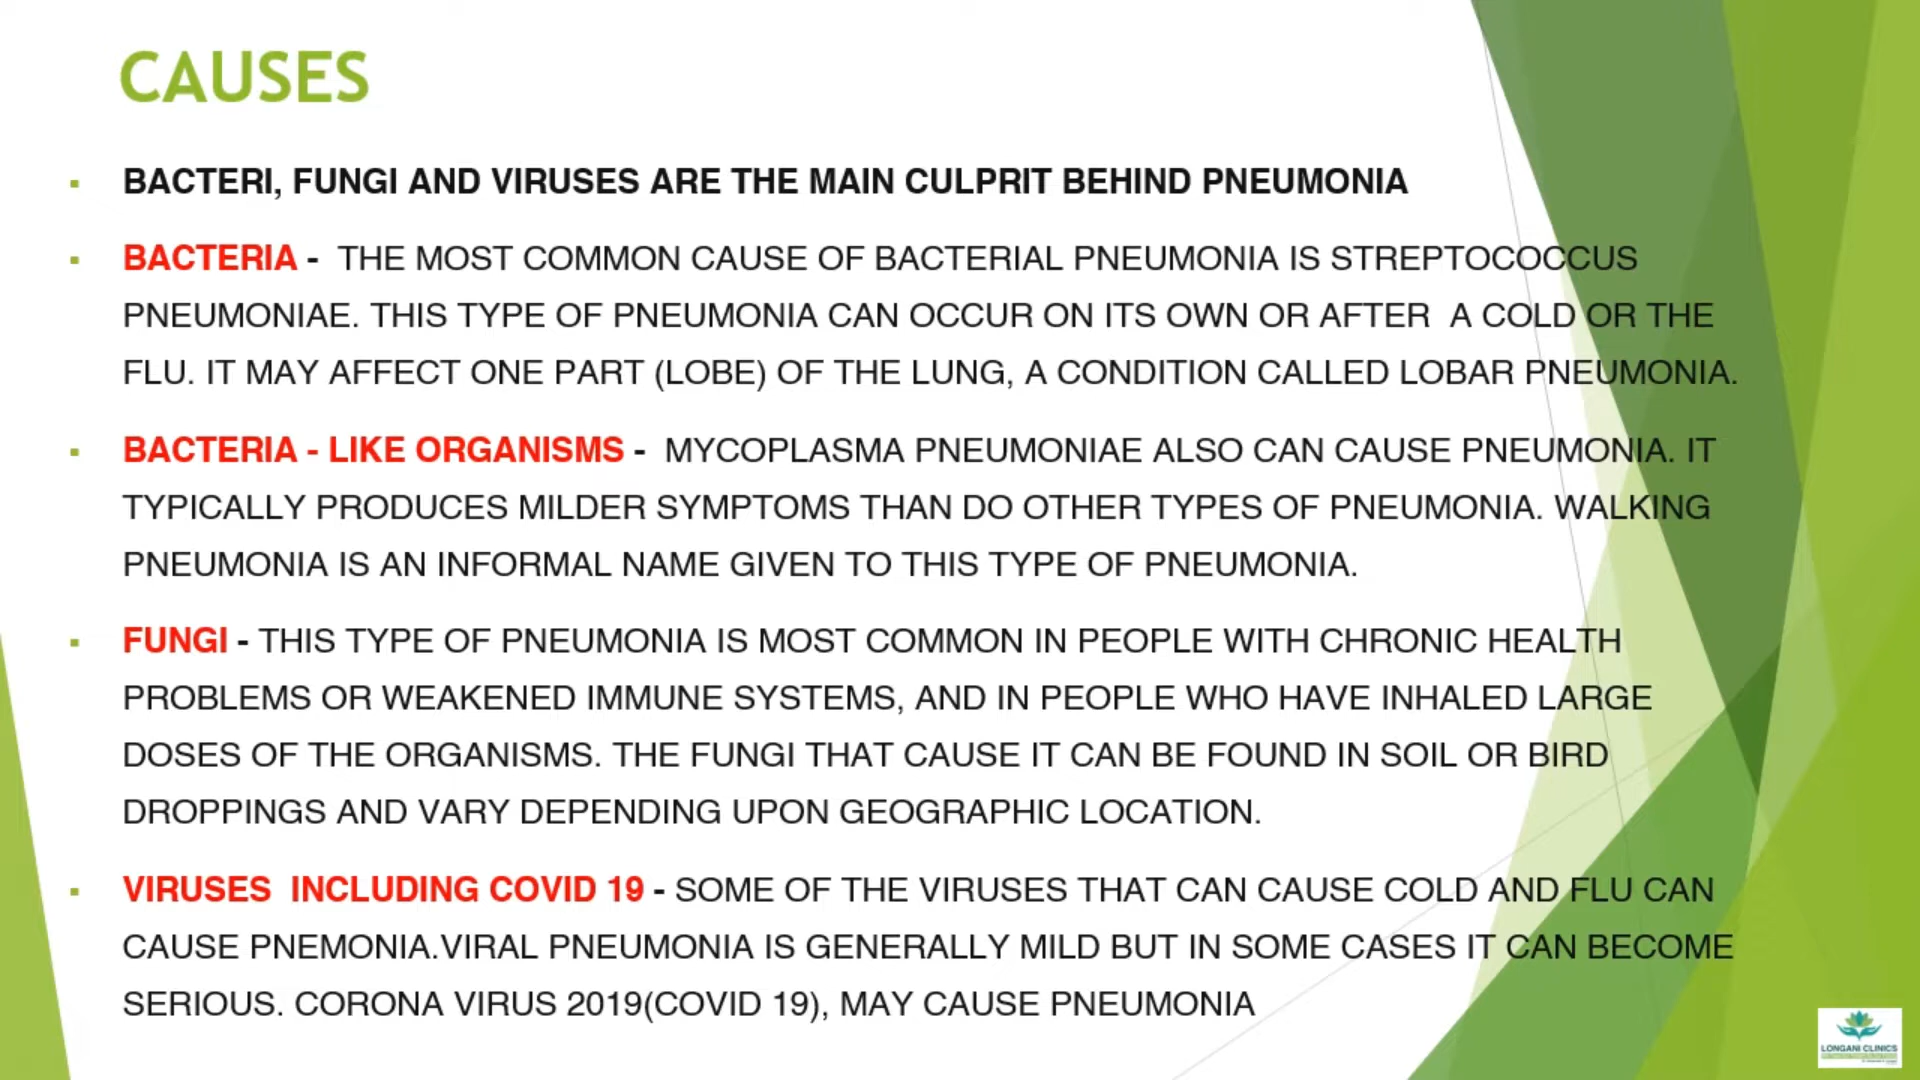 CAUSES
BACTERI, FUNGI AND VIRUSES ARE THE MAIN CULPRIT BEHIND PNEUMONIA
BACTERIA - THE MOST COMMON CAUSE OF BACTERIAL PNEUMONIA IS STREPTOCOCCUS
PNEUMONIAE. THIS TYPE OF PNEUMONIA CAN OCCUR ON ITS OWN OR AFTER A COLD OR THE
FLU. IT MAY AFFECT ONE PART (LOBE) OF THE LUNG, A CONDITION CALLED LOBAR PNEUMONIA.
BACTERIA - LIKE ORGANISMS - MYCOPLASMA PNEUMONIAE ALSO CAN CAUSE PNEUMONIA. IT
TYPICALLY PRODUCES MILDER SYMPTOMS THAN DO OTHER TYPES OF PNEUMONIA. WALKING
PNEUMONIA IS AN INFORMAL NAME GIVEN TO THIS TYPE OF PNEUMONIA.
FUNGI - THIS TYPE OF PNEUMONIA IS MOST COMMON IN PEOPLE WITH CHRONIC HEALTH
PROBLEMS OR WEAKENED IMMUNE SYSTEMS, AND IN PEOPLE WHO HAVE INHALED LARGE
DOSES OF THE ORGANISMS. THE FUNGI THAT CAUSE IT CAN BE FOUND IN SOIL OR BIRD
DROPPINGS AND VARY DEPENDING UPON GEOGRAPHIC LOCATION.
VIRUSES INCLUDING COVID 19 - SOME OF THE VIRUSES THAT CAN CAUSE COLD AND FLU CAN
CAUSE PNEMONIA.VIRAL PNEUMONIA IS GENERALLY MILD BUT IN SOME CASES IT CAN BECOME
SERIOUS. CORONA VIRUS 2019(COVID 19), MAY CAUSE PNEUMONIA
LONGANI CLINICS